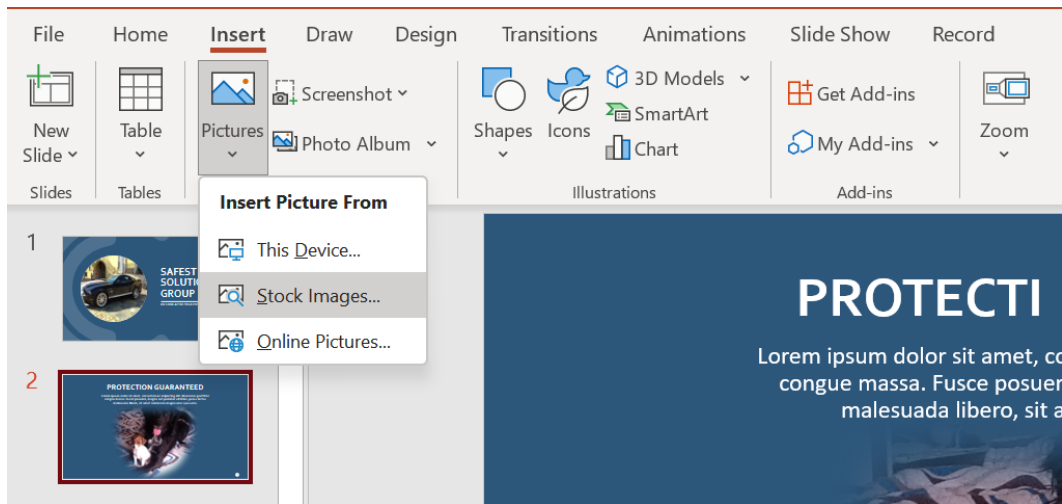 File Home Insert Draw Design Transitions Animations Slide Show Record
New
Slide
Table
Pictures
Screenshot
Photo Album
Shapes
Icons
3D Models
SmartArt
Chart
Get Add-ins
My Add-ins
Zoom
Slides
Tables
Illustrations
Add-ins
Insert Picture From
This Device...
Stock Images...
Online Pictures...
1
SAFEST
SOLUTI
GROUP
2
PROTECTION GUARANTEED
PROTECTI
Lorem ipsum dolor sit amet, co
congue massa. Fusce posuer
malesuada libero, sit a